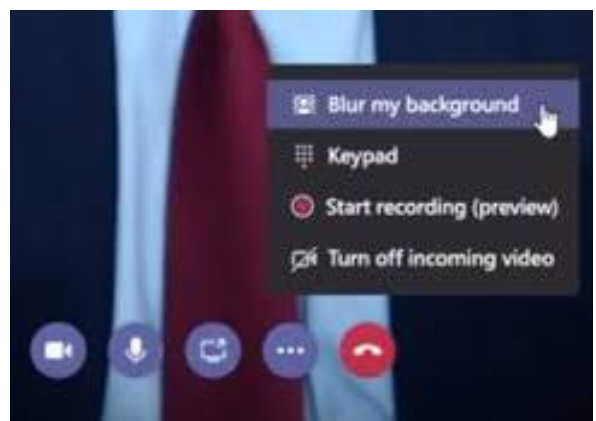 Blur my background
Keypad
Start recording (preview)
Turn off incoming video